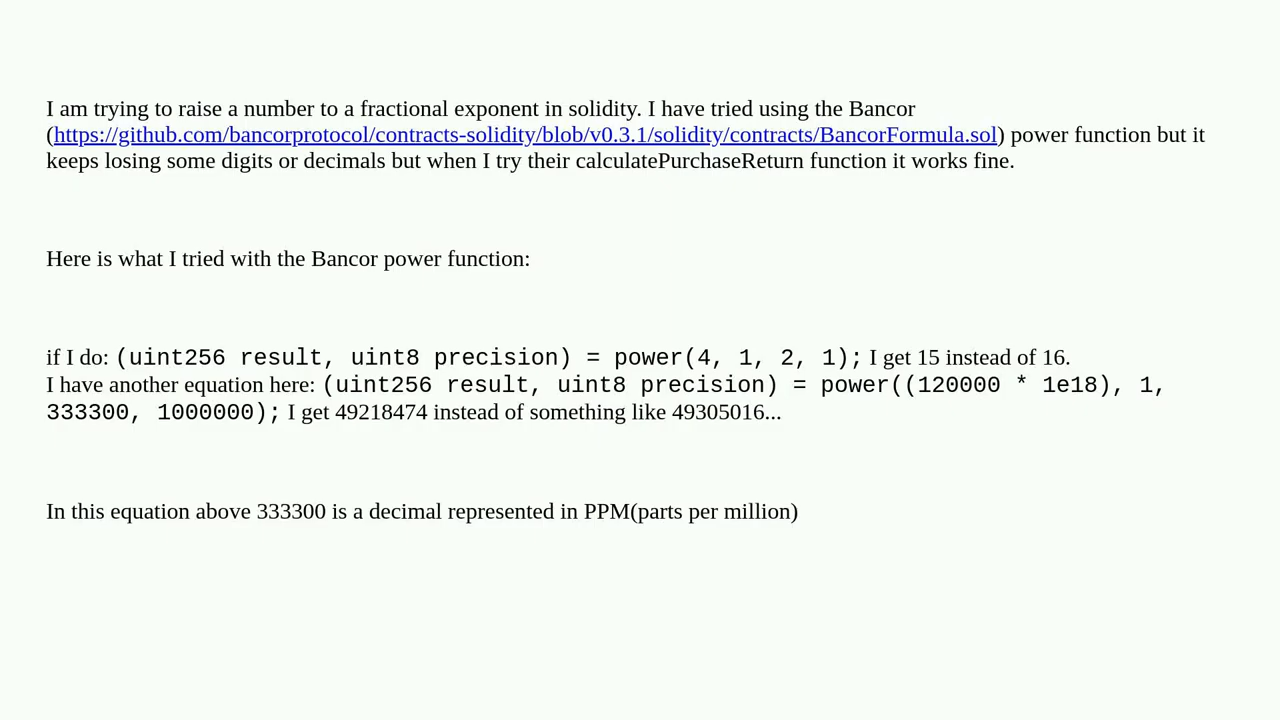 I am trying to raise a number to a fractional exponent in solidity. I have tried using the Bancor
(https://github.com/bancorprotocol/contracts-solidity/blob/v0.3.1/solidity/contracts/BancorFormula.sol) power function but it
keeps losing some digits or decimals but when I try their calculatePurchaseReturn function it works fine.
Here is what I tried with the Bancor power function:
if I do: (uint256 result, uint8 precision) = power(4, 1, 2, 1); I get 15 instead of 16.
I have another equation here: (uint256 result, uint8 precision) = power((120000 * 1e18), 1,
333300, 1000000); I get 49218474 instead of something like 49305016...
In this equation above 333300 is a decimal represented in PPM(parts per million)